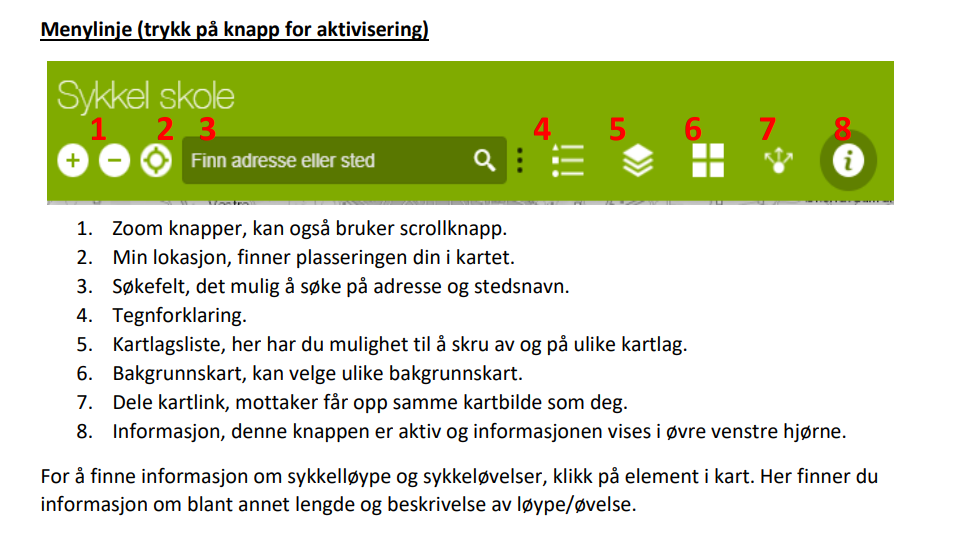 Menylinje (trykk på knapp for aktivisering)
Sykkel skole
1 2 3 4 5 6 7 8
Finn adresse eller sted
1. Zoom knapper, kan også bruker scrollknapp.
2. Min lokasjon, finner plasseringen din i kartet.
3. Søkefelt, det mulig å søke på adresse og stedsnavn.
4. Tegnforklaring.
5. Kartlagsliste, her har du mulighet til å skru av og på ulike kartlag.
6. Bakgrunnskart, kan velge ulike bakgrunnskart.
7. Dele kartlink, mottaker får opp samme kartbilde som deg.
8. Informasjon, denne knappen er aktiv og informasjonen vises i øvre venstre hjørne.
For å finne informasjon om sykkelløype og sykkeløvelser, klikk på element i kart. Her finner du
informasjon om blant annet lengde og beskrivelse av løype/øvelse.